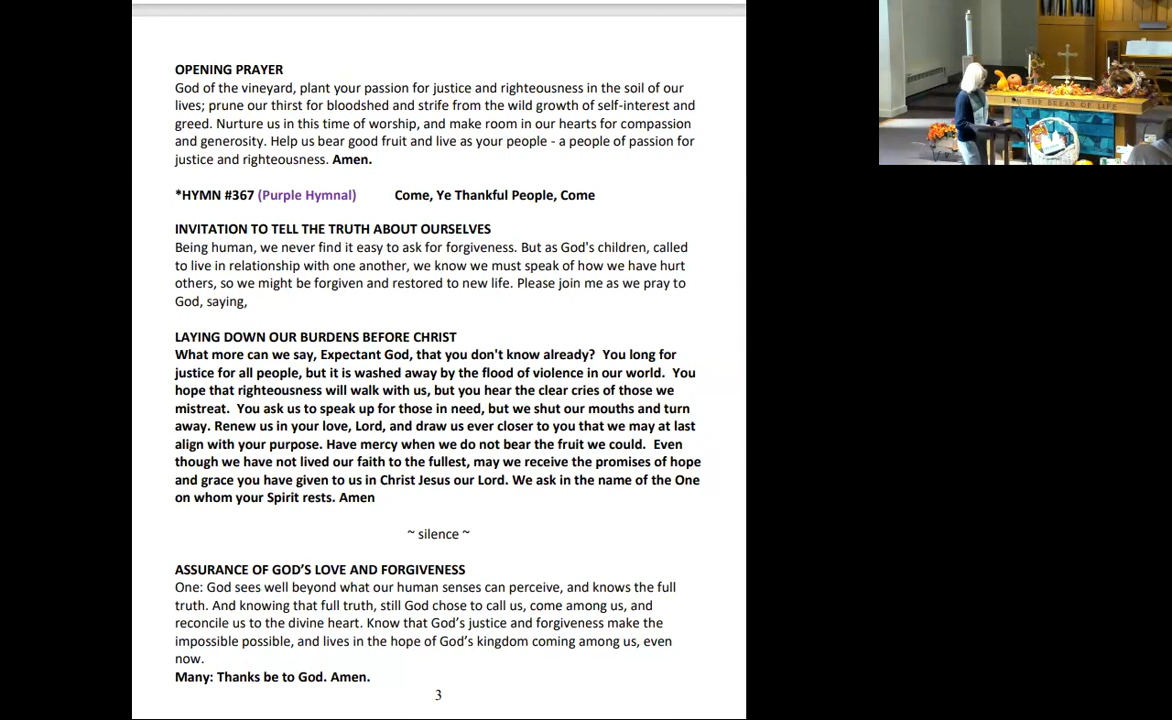 OPENING PRAYER
God of the vineyard, plant your passion for justice and righteousness in the soil of our
lives; prune our thirst for bloodshed and strife from the wild growth of self-interest and
greed. Nurture us in this time of worship, and make room in our hearts for compassion
and generosity. Help us bear good fruit and live as your people - a people of passion for
justice and righteousness. Amen.
*HYMN #367 (Purple Hymnal) Come, Ye Thankful People, Come
INVITATION TO TELL THE TRUTH ABOUT OURSELVES
Being human, we never find it easy to ask for forgiveness. But as God's children, called
to live in relationship with one another, we know we must speak of how we have hurt
others, so we might be forgiven and restored to new life. Please join me as we pray to
God, saying,
LAYING DOWN OUR BURDENS BEFORE CHRIST
What more can we say, Expectant God, that you don't know already? You long for
justice for all people, but it is washed away by the flood of violence in our world. You
hope that righteousness will walk with us, but you hear the clear cries of those we
mistreat. You ask us to speak up for those in need, but we shut our mouths and turn
away. Renew us in your love, Lord, and draw us ever closer to you that we may at last
align with your purpose. Have mercy when we do not bear the fruit we could. Even
though we have not lived our faith to the fullest, may we receive the promises of hope
and grace you have given to us in Christ Jesus our Lord. We ask in the name of the One
on whom your Spirit rests. Amen
~ silence ~
ASSURANCE OF GOD'S LOVE AND FORGIVENESS
One: God sees well beyond what our human senses can perceive, and knows the full
truth. And knowing that full truth, still God chose to call us, come among us, and
reconcile us to the divine heart. Know that God's justice and forgiveness make the
impossible possible, and lives in the hope of God's kingdom coming among us, even
now.
Many: Thanks be to God. Amen.
3
THE BREAD OF LIFE